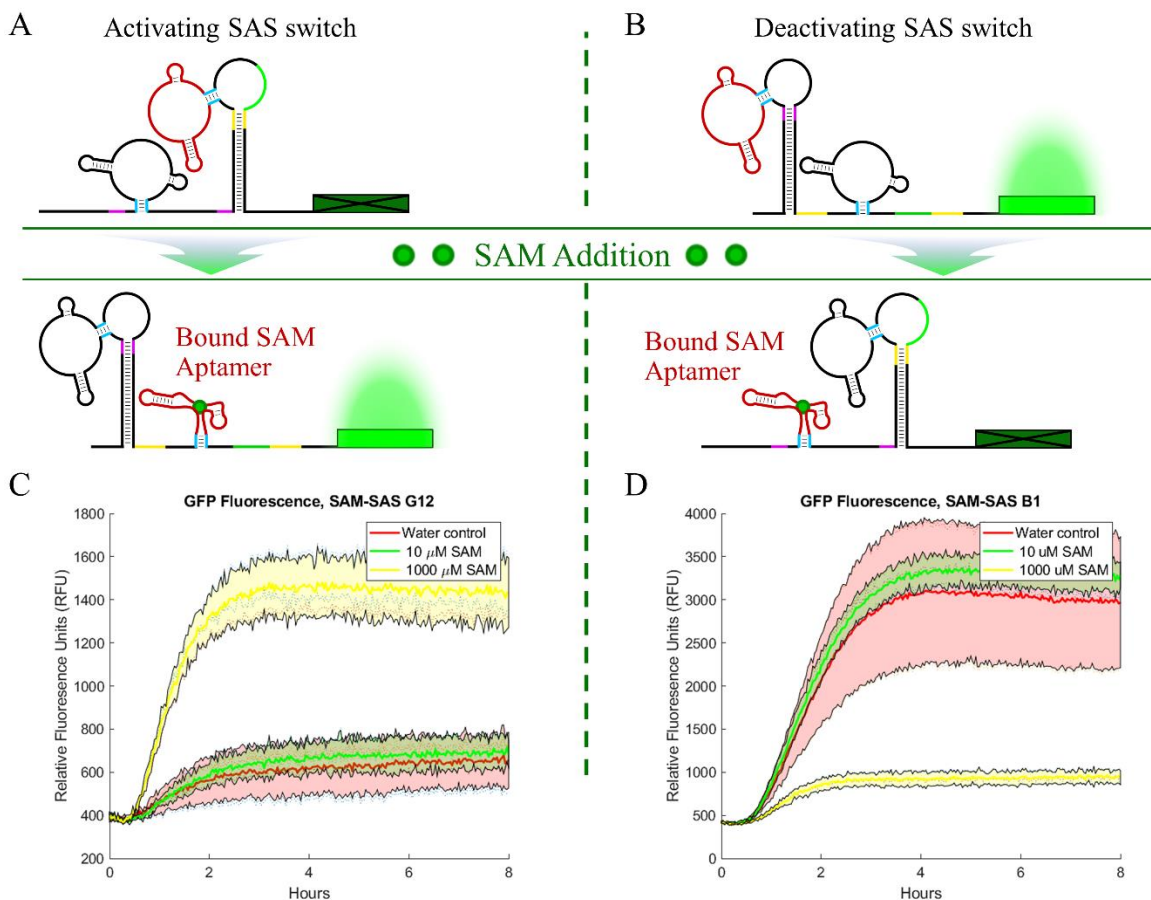 A
Activating SAS switch
B
Deactivating SAS switch
SAM Addition
Bound SAM
Aptamer
Bound SAM
Aptamer
C
GFP Fluorescence, SAM-SAS G12
1800
1600
1400
1200
1000
800
600
400
200
Relative Fluoresence Units (RFU)
Water control
10 μM SAM
1000 μM SAM
0
2
4
6
8
Hours
D
GFP Fluorescence, SAM-SAS B1
4000
3500
3000
2500
2000
1500
1000
500
0
Relative Fluoresence Units (RFU)
Water control
10 uM SAM
1000 uM SAM
0
2
4
6
8
Hours